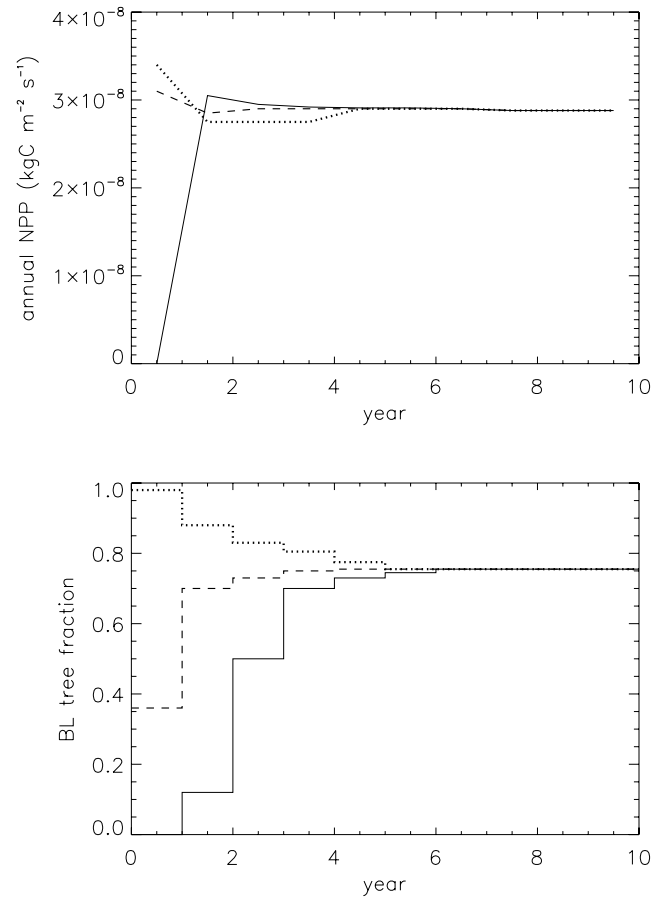 4×10⁻⁸
3×10⁻⁸
2×10⁻⁸
1×10⁻⁸
0
annual NPP (kgC m⁻² s⁻¹)
0 2 4 6 8 10
year
1.0
0.8
0.6
0.4
0.2
0.0
BL tree fraction
0 2 4 6 8 10
year